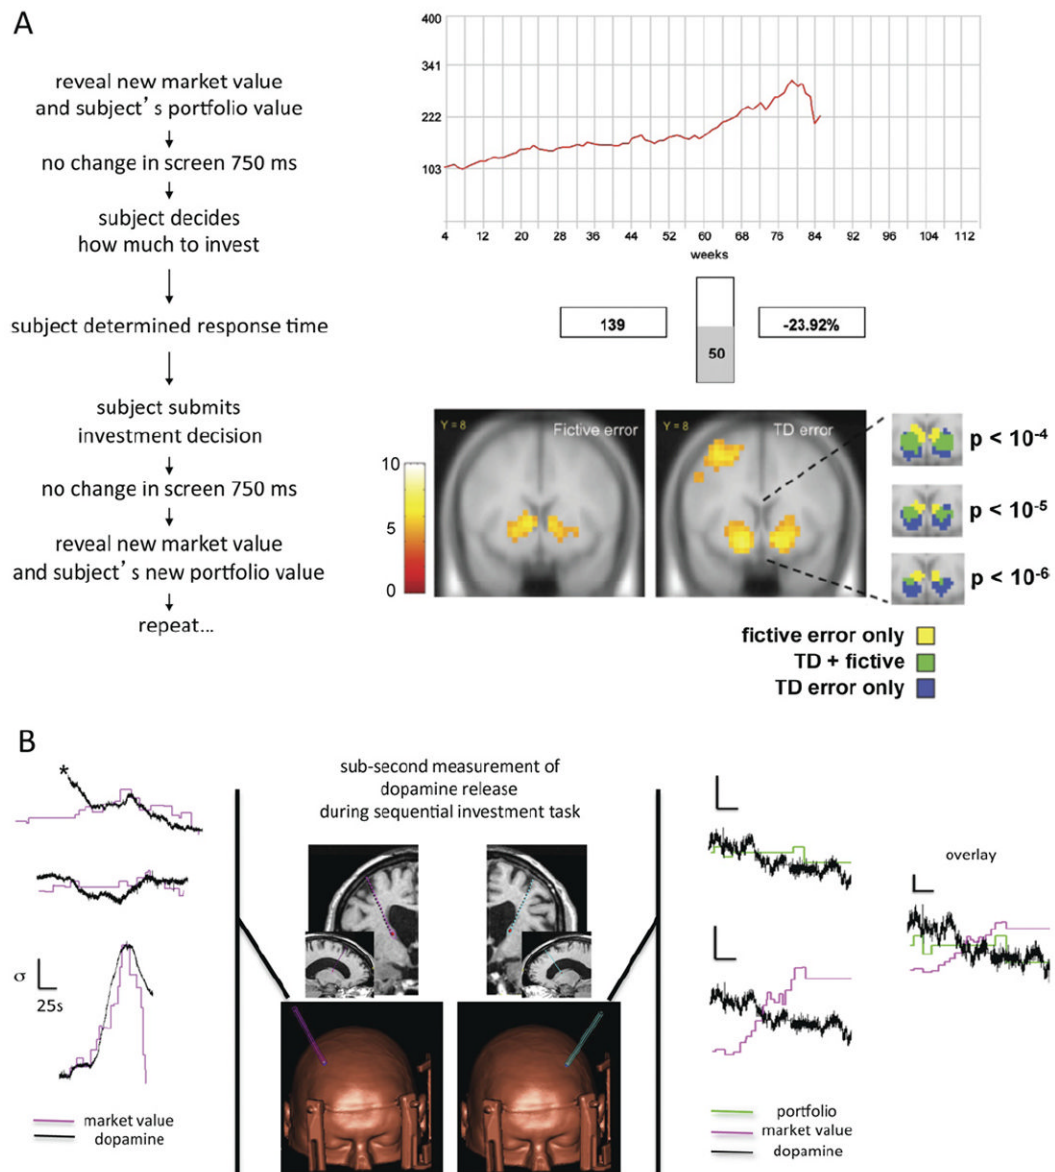 A
reveal new market value
and subject's portfolio value
no change in screen 750 ms
subject decides
how much to invest
subject determined response time
subject submits
investment decision
no change in screen 750 ms
reveal new market value
and subject's new portfolio value
repeat...
400
341
222
103
4 12 20 28 36 44 52 60 68 76 84 92 96 104 112
weeks
139
50
-23.92%
Y = 8
Fictive error
Y = 8
TD error
10
5
0
p < 10-4
p < 10-5
p < 10-6
fictive error only
TD + fictive
TD error only
B
sub-second measurement of
dopamine release
during sequential investment task
*
σ
25s
market value
dopamine
overlay
portfolio
market value
dopamine